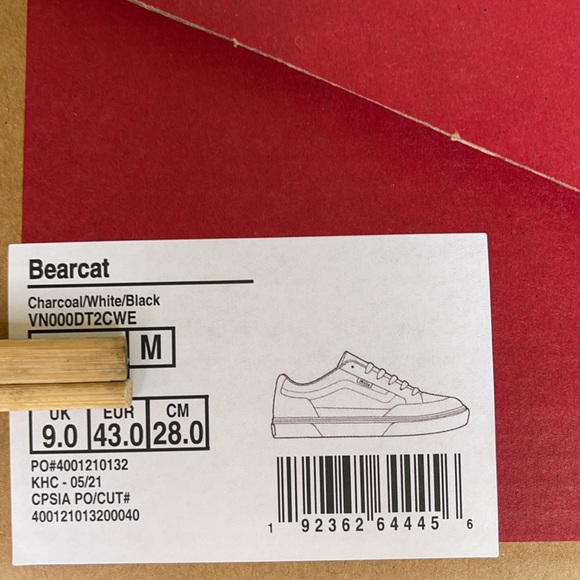 Bearcat
Charcoal/White/Black
VN000DT2CWE
M
UK EUR CM
9.0 43.0 28.0
PO#4001210132
KHC - 05/21
CPSIA PO/CUT#
400121013200040
1 92362 64445 6